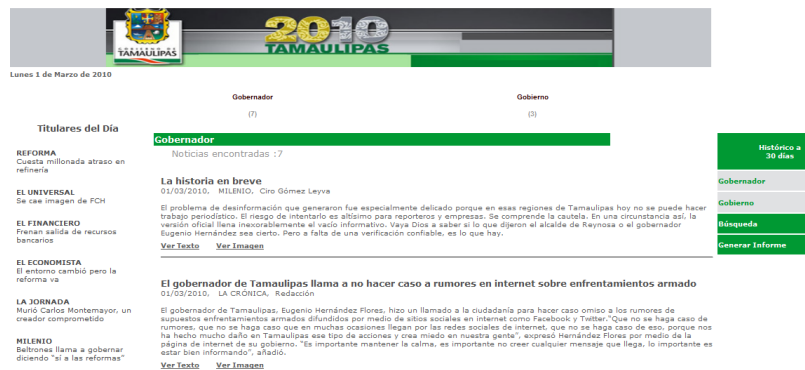 GOBIERNO DE
TAMAULIPAS
2010
TAMAULIPAS
Lunes 1 de Marzo de 2010
Gobernador
(7)
Gobierno
(3)
Titulares del Día
REFORMA
Cuesta millonada atraso en
refinería
EL UNIVERSAL
Se cae imagen de FCH
EL FINANCIERO
Frenan salida de recursos
bancarios
EL ECONOMISTA
El entorno cambió pero la
reforma va
LA JORNADA
Murió Carlos Montemayor, un
creador comprometido
MILENIO
Beltrones llama a gobernar
diciendo "sí a las reformas"
Gobernador
Noticias encontradas :7
La historia en breve
01/03/2010, MILENIO, Ciro Gómez Leyva
El problema de desinformación que generaron fue especialmente delicado porque en esas regiones de Tamaulipas hoy no se puede hacer
trabajo periodístico. El riesgo de intentarlo es altísimo para reporteros y empresas. Se comprende la cautela. En una circunstancia así, la
versión oficial llena inexorablemente el vacío informativo. Vaya Dios a saber si lo que dijeron el alcalde de Reynosa o el gobernador
Eugenio Hernández sea cierto. Pero a falta de una verificación confiable, es lo que hay.
Ver Texto Ver Imagen
El gobernador de Tamaulipas llama a no hacer caso a rumores en internet sobre enfrentamientos armado
01/03/2010, LA CRÓNICA, Redacción
El gobernador de Tamaulipas, Eugenio Hernández Flores, hizo un llamado a la ciudadanía para hacer caso omiso a los rumores de
supuestos enfrentamientos armados difundidos por medio de sitios sociales en internet como Facebook y Twitter."Que no se haga caso de
rumores, que no se haga caso que en muchas ocasiones llegan por las redes sociales de internet, que no se haga caso de eso, porque nos
ha hecho mucho daño en Tamaulipas ese tipo de acciones y crea miedo en nuestra gente", expresó Hernández Flores por medio de la
página de internet de su gobierno. "Es importante mantener la calma, es importante no creer cualquier mensaje que llega, lo importante es
estar bien informando", añadió.
Ver Texto Ver Imagen
Histórico a
30 días
Gobernador
Gobierno
Búsqueda
Generar Informe